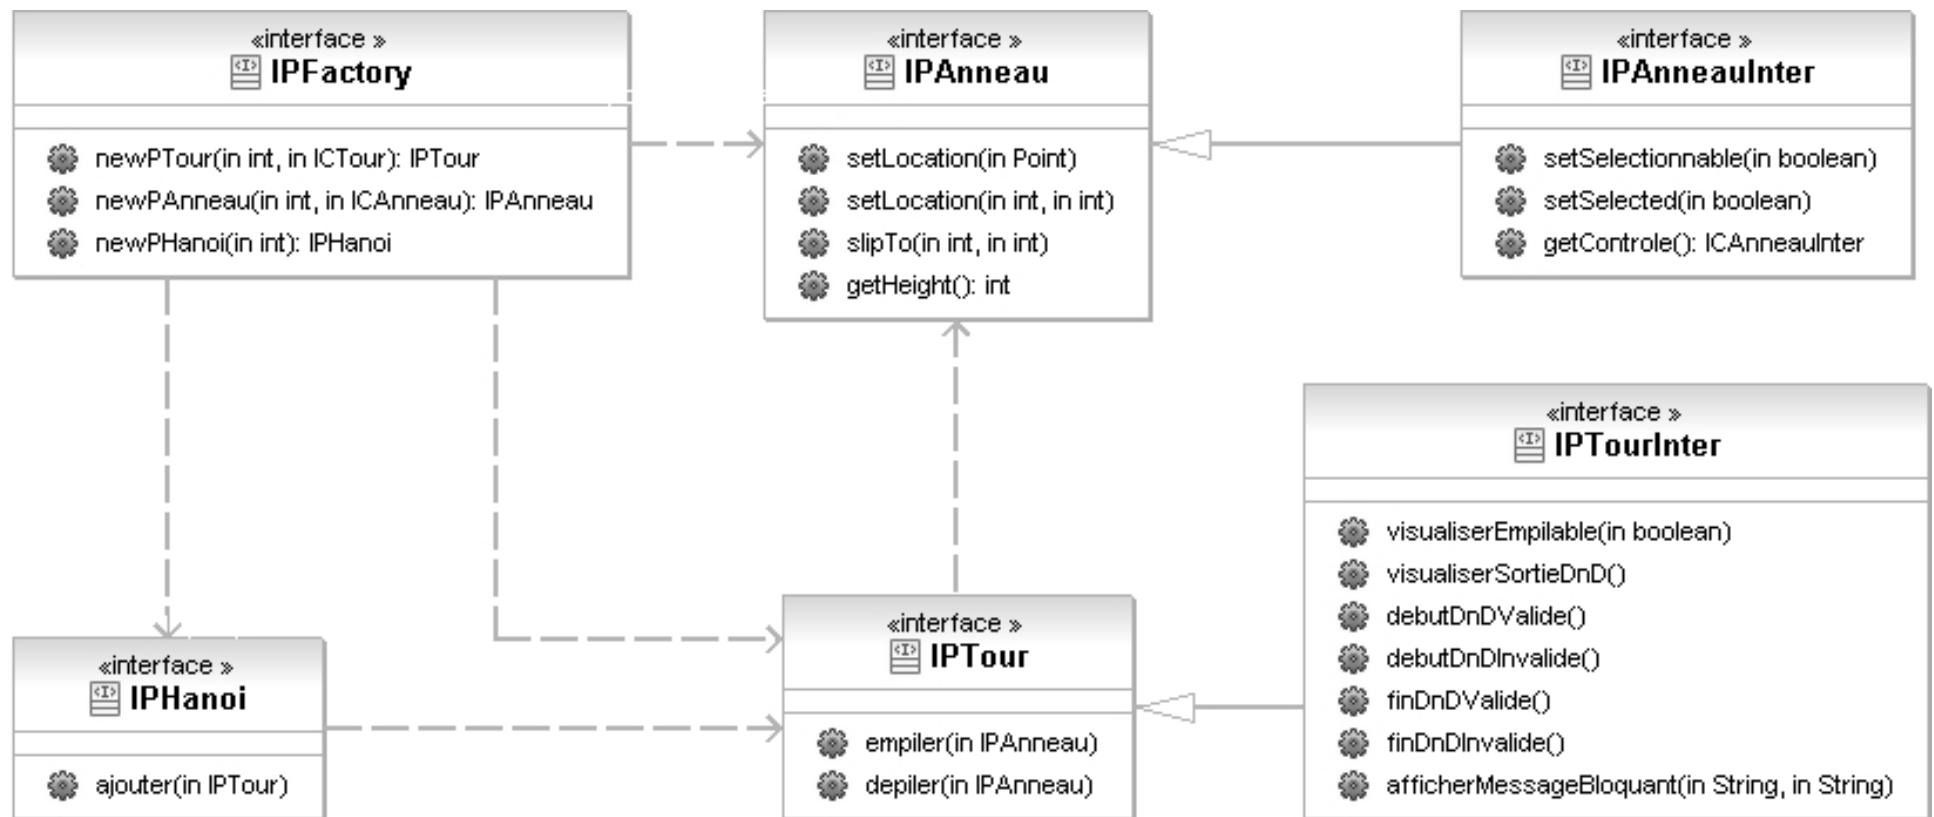 «interface »
IPFactory
newPTour(in int, in ICTour): IPTour
newPAnneau(in int, in ICAnneau): IPAnneau
newPHanoi(in int): IPHanoi
«interface »
IPAnneau
setLocation(in Point)
setLocation(in int, in int)
slipTo(in int, in int)
getHeight(): int
«interface »
IPAnneauInter
setSelectionnable(in boolean)
setSelected(in boolean)
getControle(): ICAnneauInter
«interface »
IPHanoi
ajouter(in IPTour)
«interface »
IPTour
empiler(in IPAnneau)
depiler(in IPAnneau)
«interface »
IPTourInter
visualiserEmpilable(in boolean)
visualiserSortieDnD()
debutDnDValide()
debutDnDInvalide()
finDnDValide()
finDnDInvalide()
afficherMessageBloquant(in String, in String)